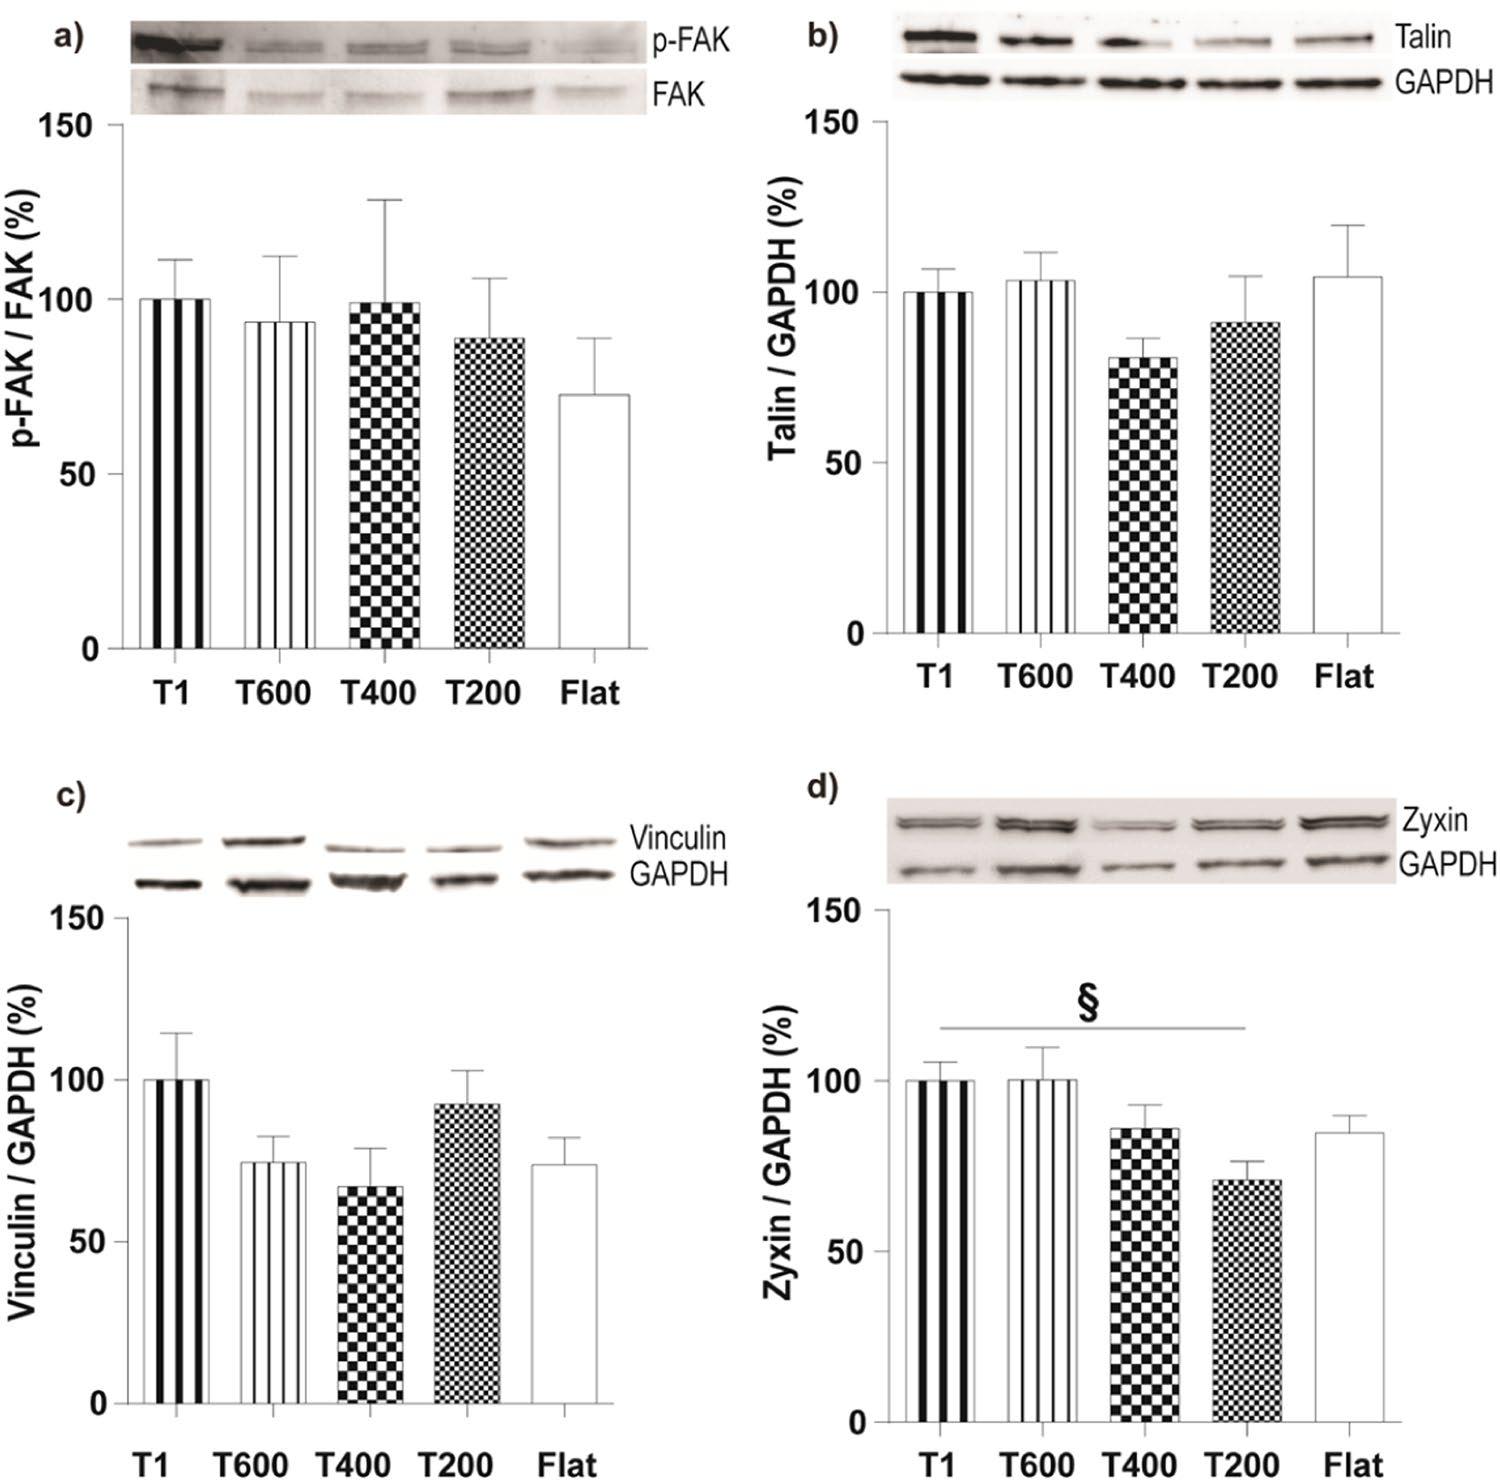 a)
p-FAK
FAK
150
100
50
0
p-FAK / FAK (%)
T1 T600 T400 T200 Flat
b)
Talin
GAPDH
150
100
50
0
Talin / GAPDH (%)
T1 T600 T400 T200 Flat
c)
Vinculin
GAPDH
150
100
50
0
Vinculin / GAPDH (%)
T1 T600 T400 T200 Flat
d)
Zyxin
GAPDH
150
§
100
50
0
Zyxin / GAPDH (%)
T1 T600 T400 T200 Flat